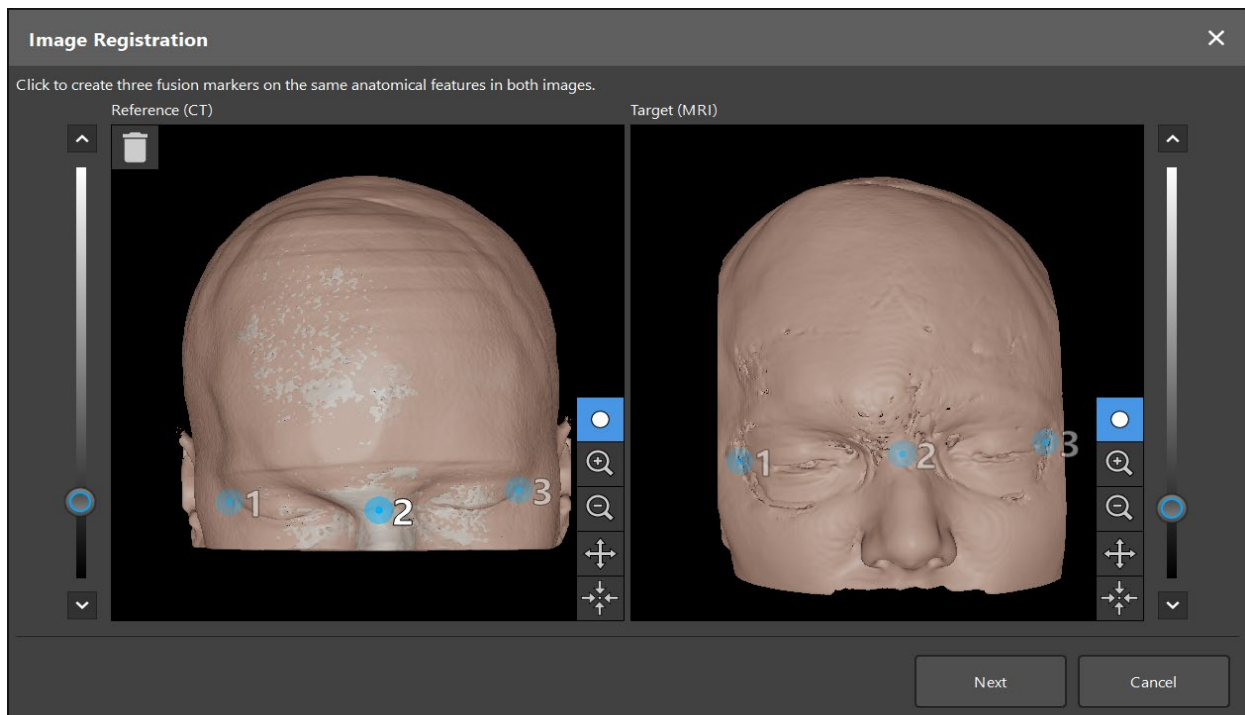 Image Registration
Click to create three fusion markers on the same anatomical features in both images.
Reference (CT)
Target (MRI)
1
2
3
1
2
3
Next
Cancel